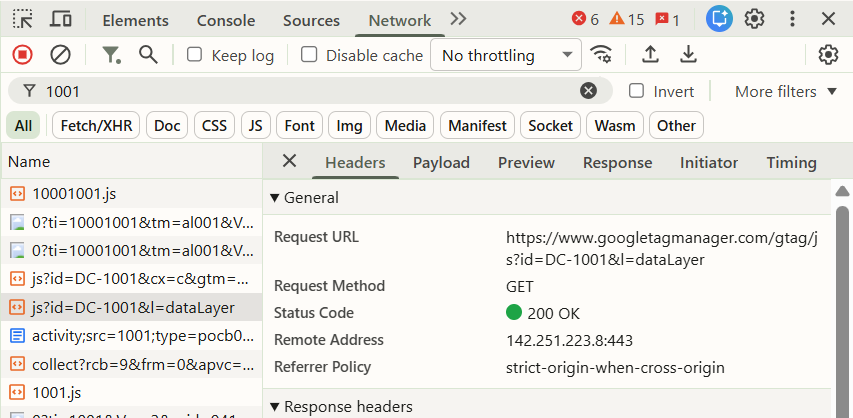 Elements Console Sources Network 6 15 1
Keep log Disable cache No throttling
1001 Invert More filters
All Fetch/XHR Doc CSS JS Font Img Media Manifest Socket Wasm Other
Name
10001001.js
0?ti=10001001&tm=al001&V...
0?ti=10001001&tm=al001&V...
js?id=DC-1001&cx=c&gtm=...
js?id=DC-1001&l=dataLayer
activity;src=1001;type=pocb0...
collect?rcb=9&frm=0&apvc=...
1001.js
Headers Payload Preview Response Initiator Timing
General
Request URL https://www.googletagmanager.com/gtag/j
s?id=DC-1001&l=dataLayer
Request Method GET
Status Code 200 OK
Remote Address 142.251.223.8:443
Referrer Policy strict-origin-when-cross-origin
Response headers